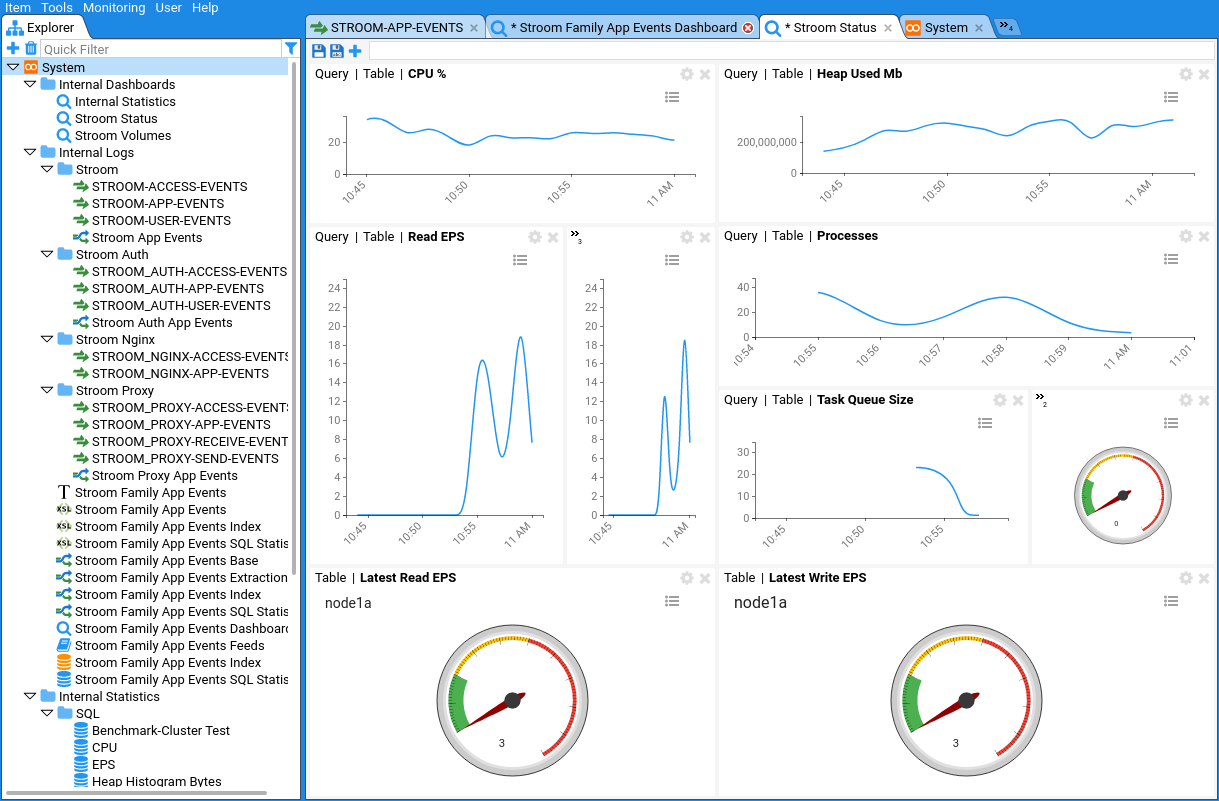 Item Tools Monitoring User Help
Explorer
STROOM-APP-EVENTS
* Stroom Family App Events Dashboard
* Stroom Status
System
4
Quick Filter
System
Internal Dashboards
Internal Statistics
Stroom Status
Stroom Volumes
Internal Logs
Stroom
STROOM-ACCESS-EVENTS
STROOM-APP-EVENTS
STROOM-USER-EVENTS
Stroom App Events
Stroom Auth
STROOM_AUTH-ACCESS-EVENTS
STROOM_AUTH-APP-EVENTS
STROOM_AUTH-USER-EVENTS
Stroom Auth App Events
Stroom Nginx
STROOM_NGINX-ACCESS-EVENTS
STROOM_NGINX-APP-EVENTS
Stroom Proxy
STROOM_PROXY-ACCESS-EVENTS
STROOM_PROXY-APP-EVENTS
STROOM_PROXY-RECEIVE-EVENT
STROOM_PROXY-SEND-EVENTS
Stroom Proxy App Events
T Stroom Family App Events
XSL Stroom Family App Events
XSL Stroom Family App Events Index
XSL Stroom Family App Events SQL Statis
Stroom Family App Events Base
Stroom Family App Events Extraction
Stroom Family App Events Index
Stroom Family App Events SQL Statis
Stroom Family App Events Dashboard
Stroom Family App Events Feeds
Stroom Family App Events Index
Stroom Family App Events SQL Statis
Internal Statistics
SQL
Benchmark-Cluster Test
CPU
EPS
Heap Histogram Bytes
Query | Table | CPU %
20
0
10:45 10:50 10:55 11 AM
Query | Table | Heap Used Mb
200,000,000
0
10:45 10:50 10:55 11 AM
Query | Table | Read EPS
24
22
20
18
16
14
12
10
8
6
4
2
0
10:45 10:50 10:55 11 AM
3
24
22
20
18
16
14
12
10
8
6
4
2
0
10:45 11 AM
Query | Table | Processes
40
20
0
0:54 10:55 10:56 10:57 10:58 10:59 11 AM 11:01
Query | Table | Task Queue Size
30
20
10
0
10:45 10:50 10:55
2
0
Table | Latest Read EPS
node1a
3
Table | Latest Write EPS
node1a
3